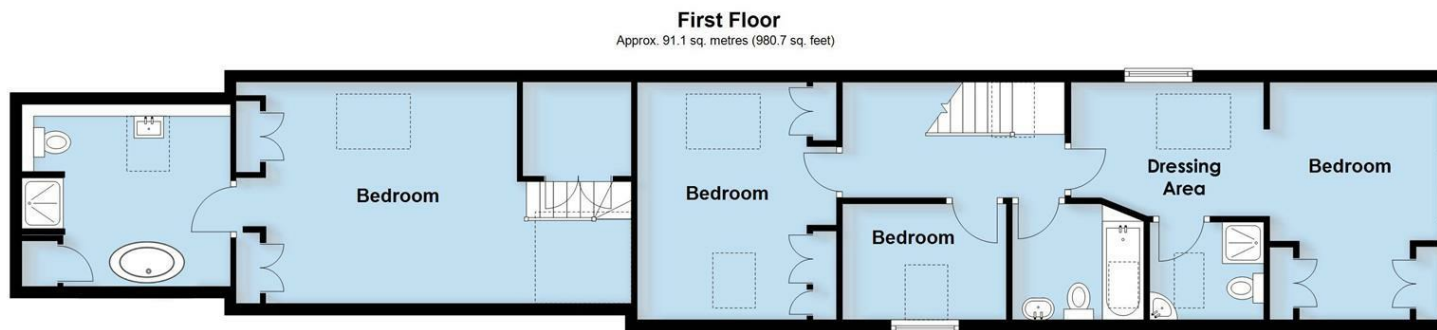 First Floor
Approx. 91.1 sq. metres (980.7 sq. feet)
Bedroom
Bedroom
Bedroom
Dressing
Area
Bedroom